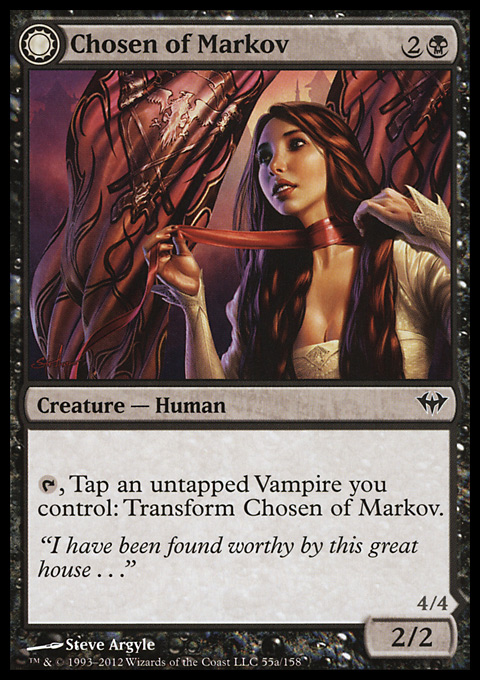 Chosen of Markov 2
Creature — Human
, Tap an untapped Vampire you
control: Transform Chosen of Markov.
“I have been found worthy by this great
house . . .”
4/4
Steve Argyle 2/2
™ & © 1993–2012 Wizards of the Coast LLC 55a/158